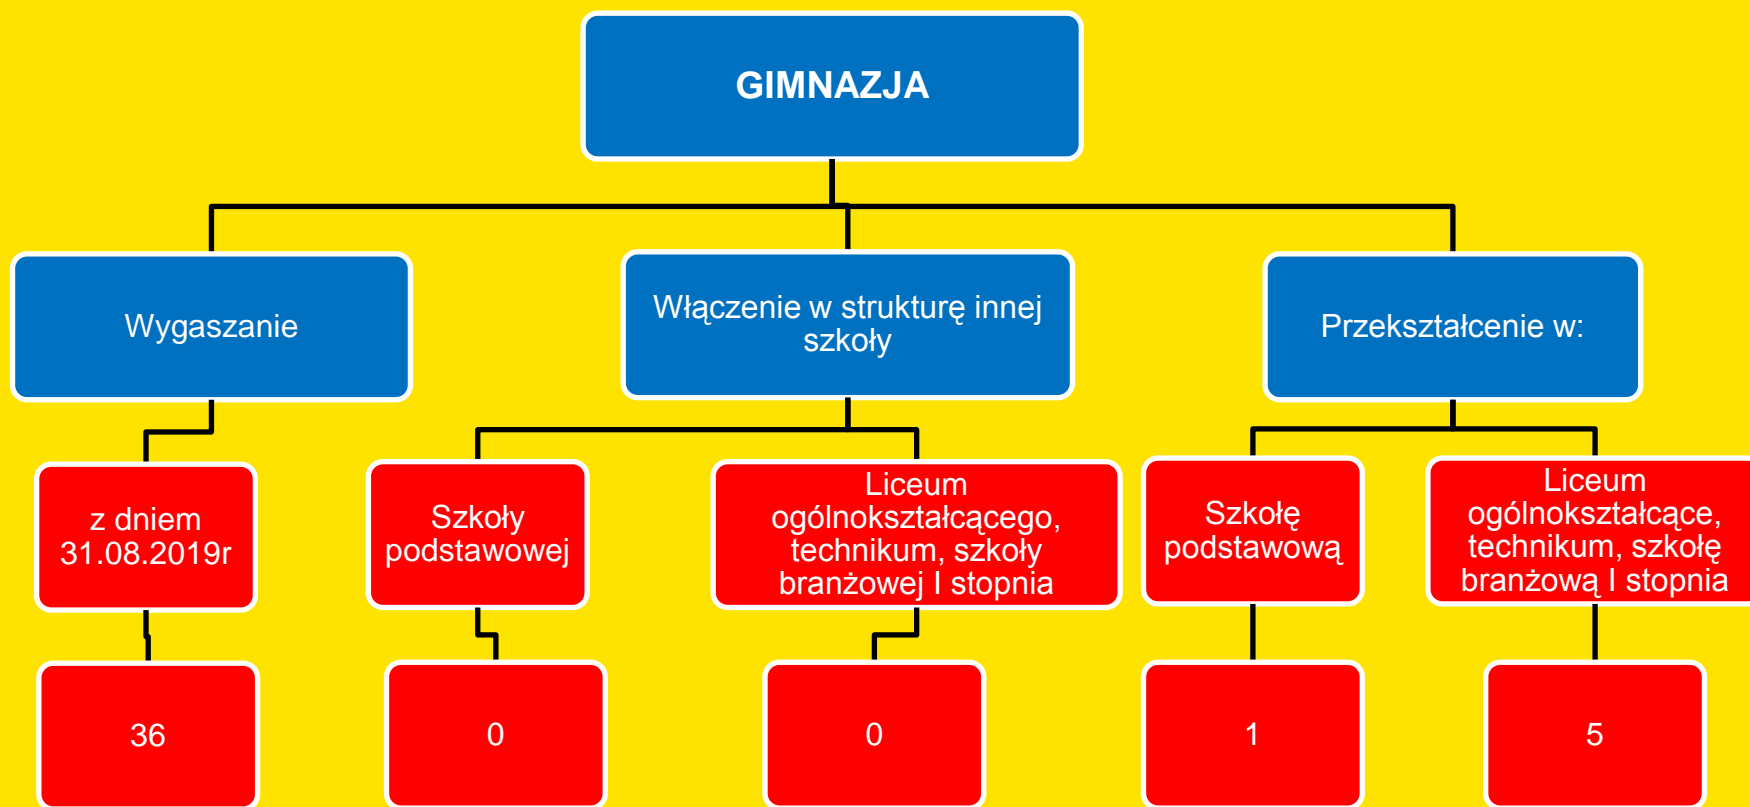 GIMNAZJA
Wygaszanie
Włączenie w strukturę innej
szkoły
Przekształcenie w:
z dniem
31.08.2019r
Szkoły
podstawowej
Liceum
ogólnokształcącego,
technikum, szkoły
branżowej I stopnia
Szkołę
podstawową
Liceum
ogólnokształcące,
technikum, szkołę
branżową I stopnia
36
0
0
1
5